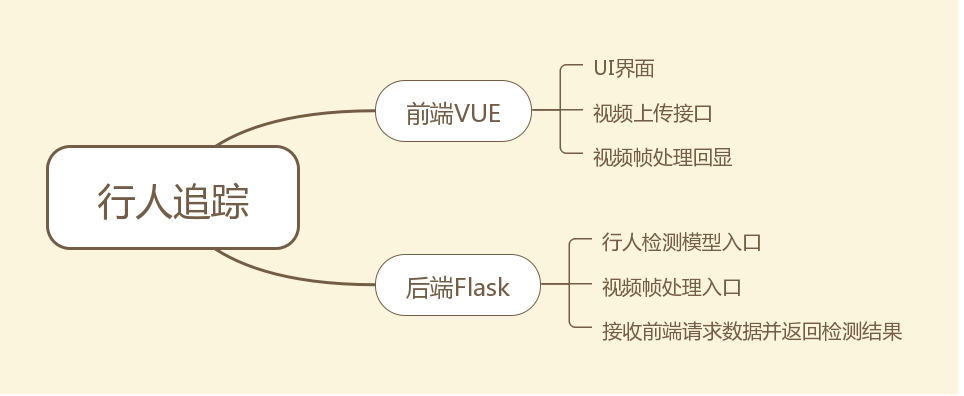 行人追踪
前端VUE
UI界面
视频上传接口
视频帧处理回显
后端Flask
行人检测模型入口
视频帧处理入口
接收前端请求数据并返回检测结果